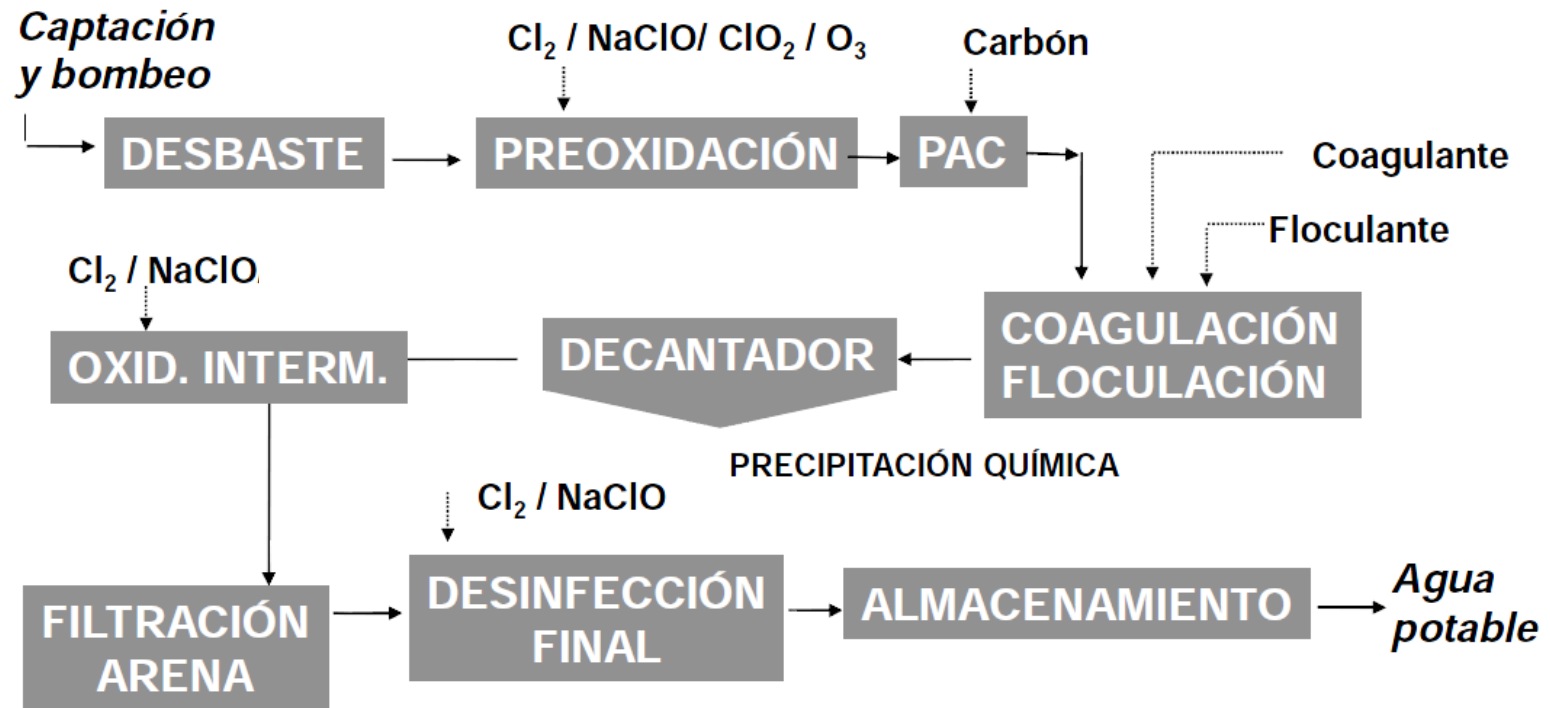 Captación
y bombeo
Cl₂ / NaClO/ ClO₂ / O₃
Carbón
DESBASTE
PREOXIDACIÓN
PAC
Coagulante
Floculante
Cl₂ / NaClO
OXID. INTERM.
DECANTADOR
COAGULACIÓN
FLOCULACIÓN
PRECIPITACIÓN QUÍMICA
Cl₂ / NaClO
FILTRACIÓN
ARENA
DESINFECCIÓN
FINAL
ALMACENAMIENTO
Agua
potable